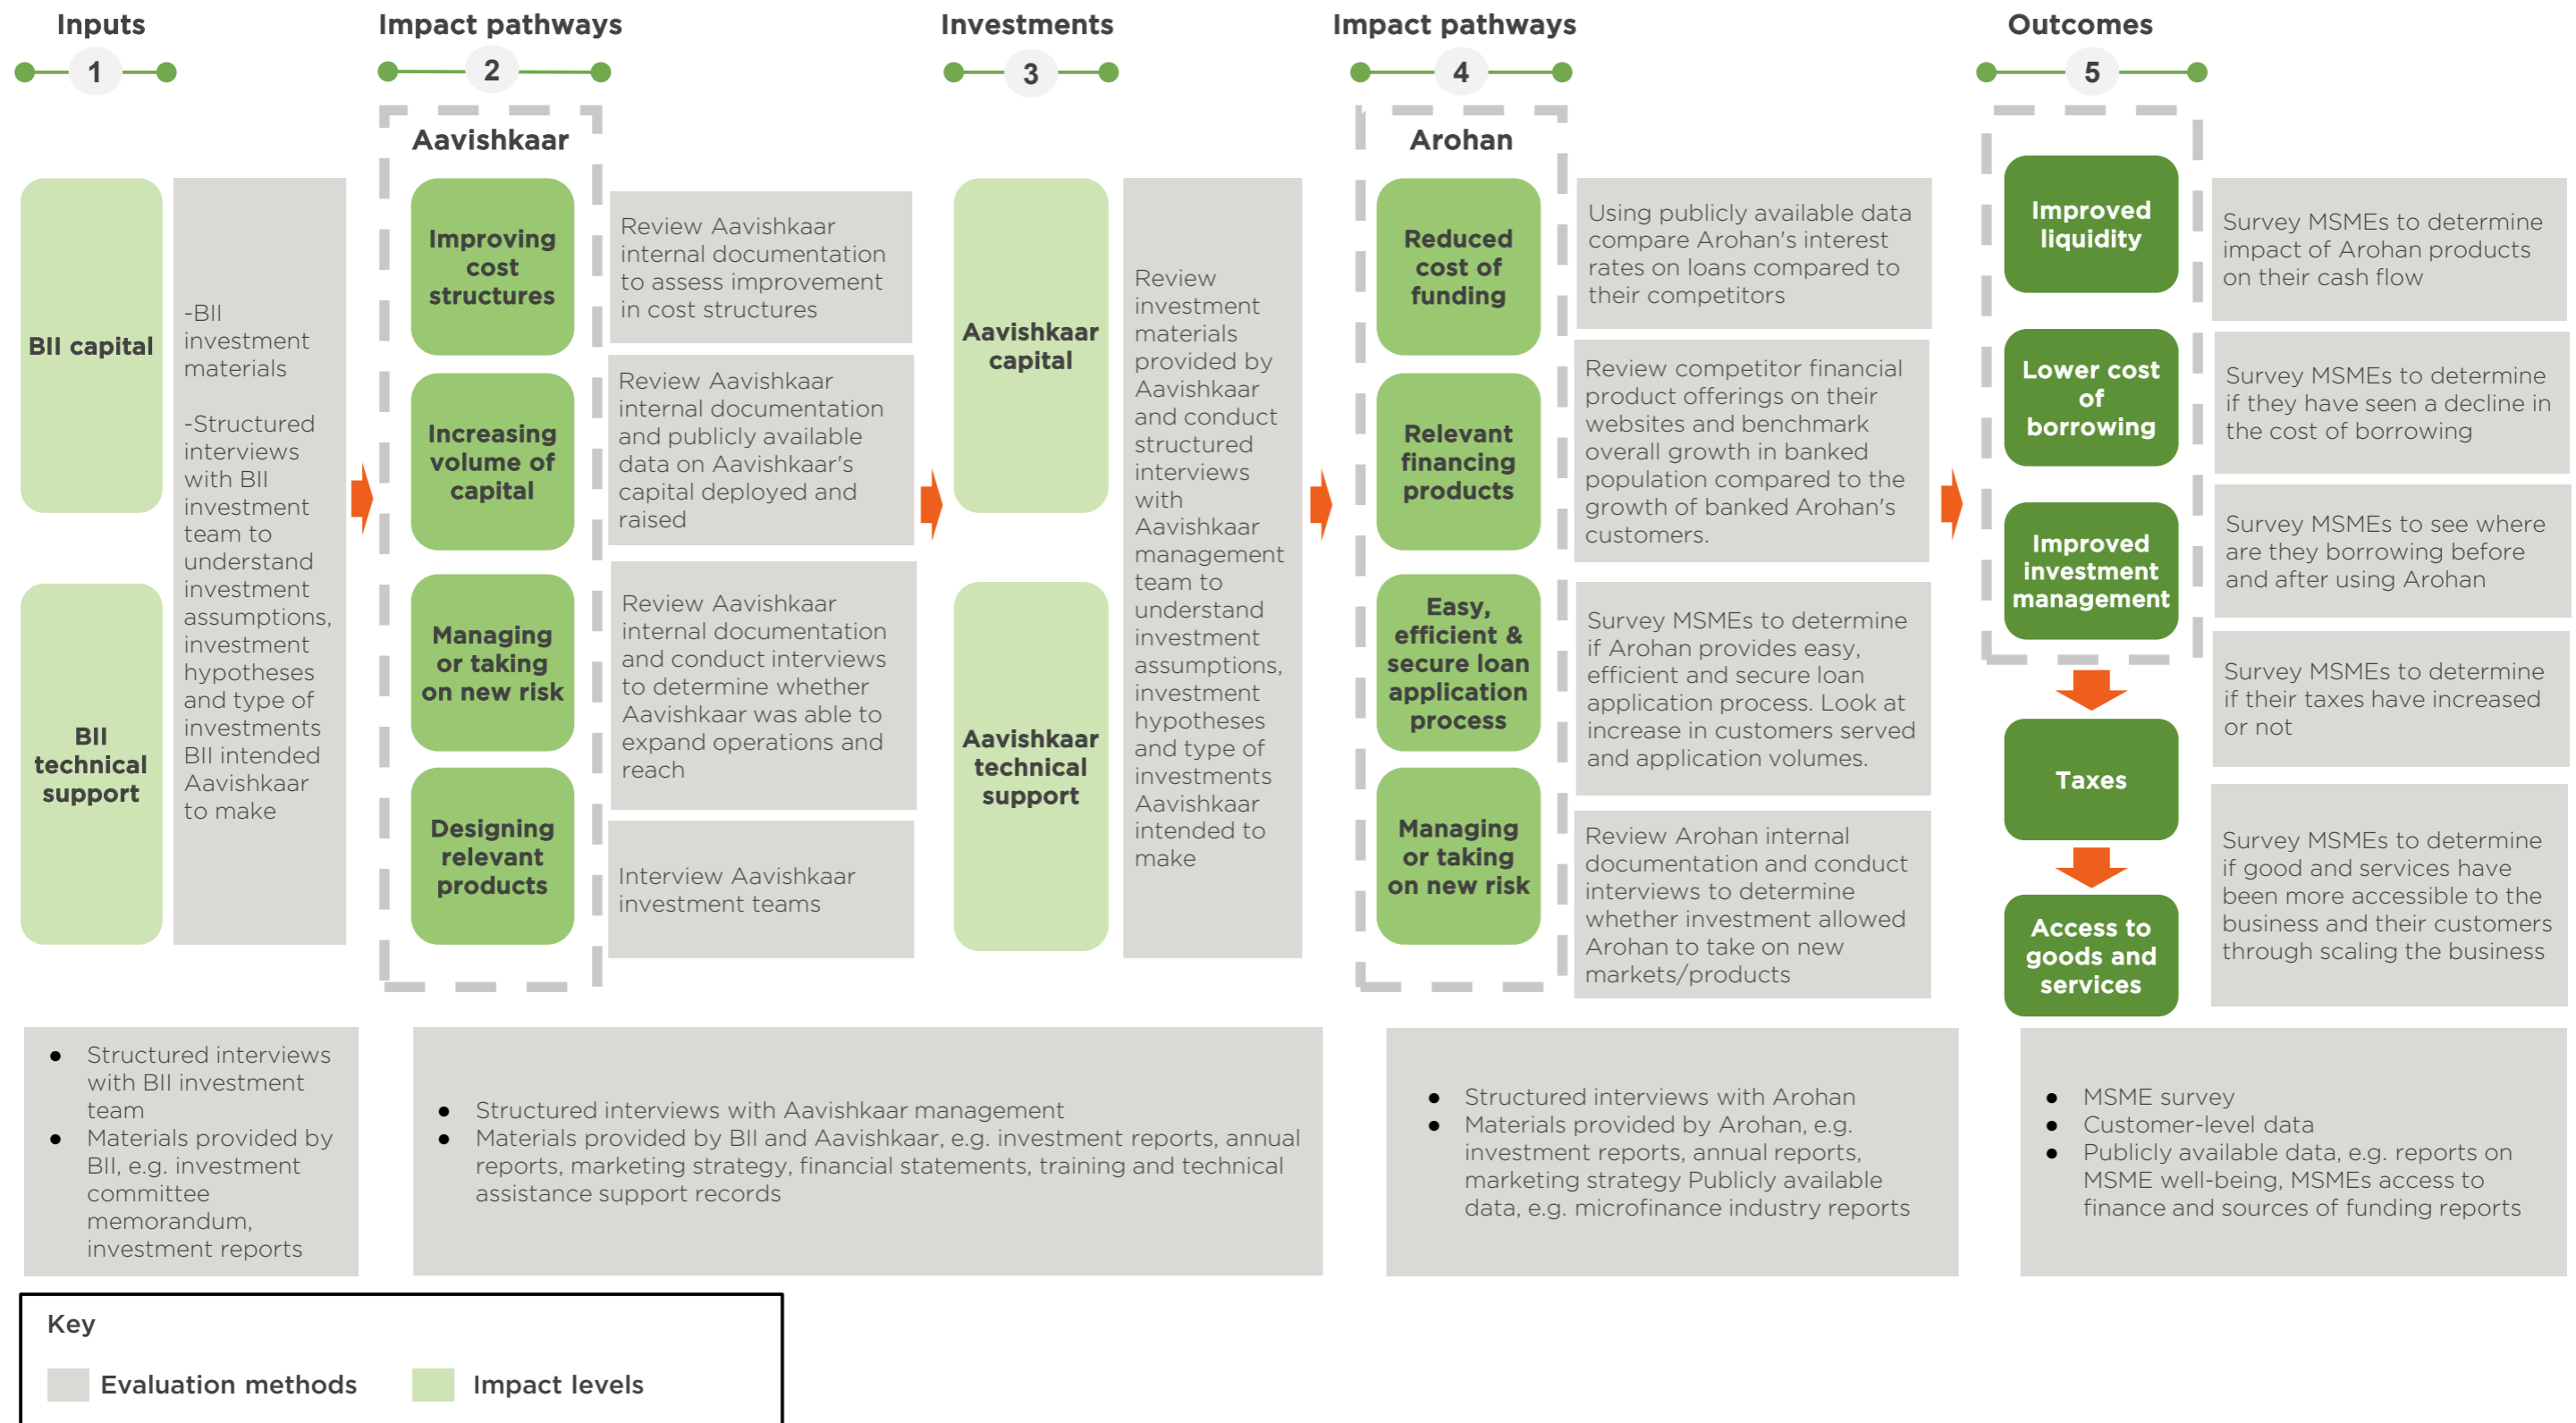 Inputs
1
Impact pathways
2
Investments
3
Impact pathways
4
Outcomes
5
BII capital
BII
technical
support
-BII
investment
materials
-Structured
interviews
with BII
investment
team to
understand
investment
assumptions,
investment
hypotheses
and type of
investments
BII intended
Aavishkaar
to make
Aavishkaar
Improving
cost
structures
Review Aavishkaar
internal documentation
to assess improvement
in cost structures
Increasing
volume of
capital
Review Aavishkaar
internal documentation
and publicly available
data on Aavishkaar's
capital deployed and
raised
Managing
or taking
on new risk
Review Aavishkaar
internal documentation
and conduct interviews
to determine whether
Aavishkaar was able to
expand operations and
reach
Designing
relevant
products
Interview Aavishkaar
investment teams
Aavishkaar
capital
Aavishkaar
technical
support
Review
investment
materials
provided by
Aavishkaar
and conduct
structured
interviews
with
Aavishkaar
management
team to
understand
investment
assumptions,
investment
hypotheses
and type of
investments
Aavishkaar
intended to
make
Arohan
Reduced
cost of
funding
Using publicly available data
compare Arohan's interest
rates on loans compared to
their competitors
Relevant
financing
products
Review competitor financial
product offerings on their
websites and benchmark
overall growth in banked
population compared to the
growth of banked Arohan's
customers.
Easy,
efficient &
secure loan
application
process
Survey MSMEs to determine
if Arohan provides easy,
efficient and secure loan
application process. Look at
increase in customers served
and application volumes.
Managing
or taking
on new risk
Review Arohan internal
documentation and conduct
interviews to determine
whether investment allowed
Arohan to take on new
markets/products
Improved
liquidity
Survey MSMEs to determine
impact of Arohan products
on their cash flow
Lower cost
of
borrowing
Survey MSMEs to determine
if they have seen a decline in
the cost of borrowing
Improved
investment
management
Survey MSMEs to see where
are they borrowing before
and after using Arohan
Taxes
Survey MSMEs to determine
if their taxes have increased
or not
Access to
goods and
services
Survey MSMEs to determine
if good and services have
been more accessible to the
business and their customers
through scaling the business
● Structured interviews
with BII investment
team
● Materials provided by
BII, e.g. investment
committee
memorandum,
investment reports
● Structured interviews with Aavishkaar management
● Materials provided by BII and Aavishkaar, e.g. investment reports, annual
reports, marketing strategy, financial statements, training and technical
assistance support records
● Structured interviews with Arohan
● Materials provided by Arohan, e.g.
investment reports, annual reports,
marketing strategy Publicly available
data, e.g. microfinance industry reports
● MSME survey
● Customer-level data
● Publicly available data, e.g. reports on
MSME well-being, MSMEs access to
finance and sources of funding reports
Key
Evaluation methods
Impact levels